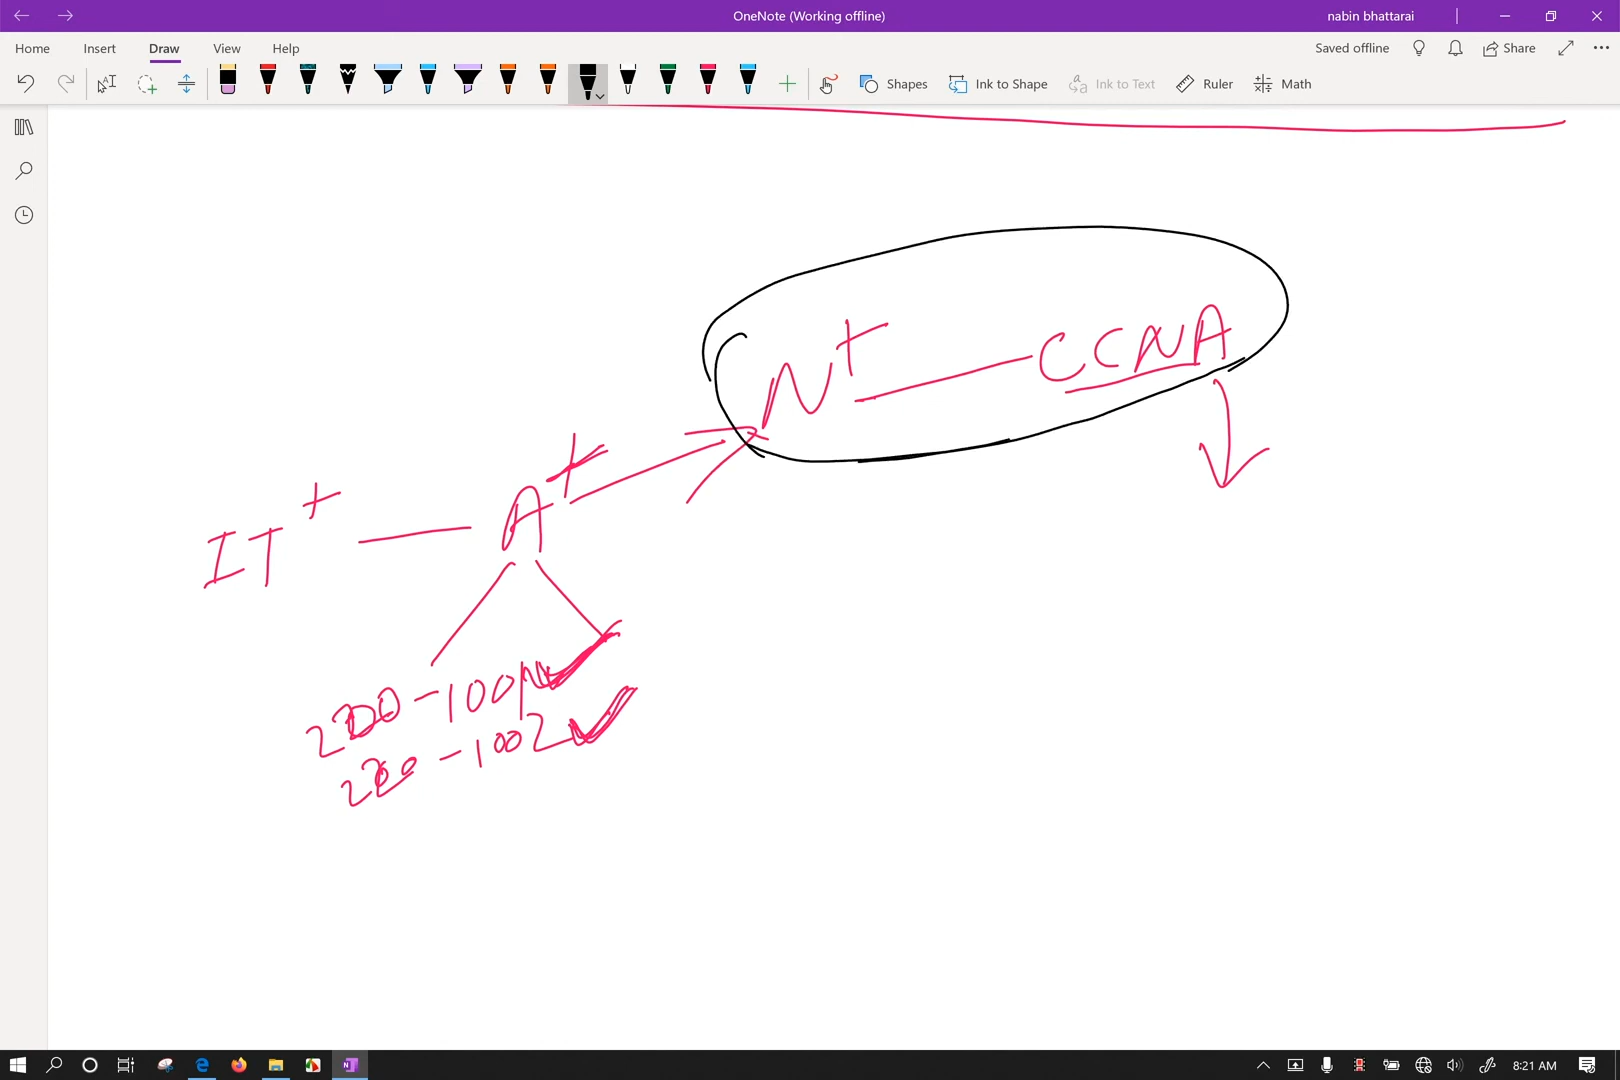 OneNote (Working offline)
nabin bhattarai
Home Insert Draw View Help
Saved offline
Share
Shapes
Ink to Shape
Ink to Text
Ruler
Math
N+ CCNA
IT+ A+
220-1001
220-1002
8:21 AM